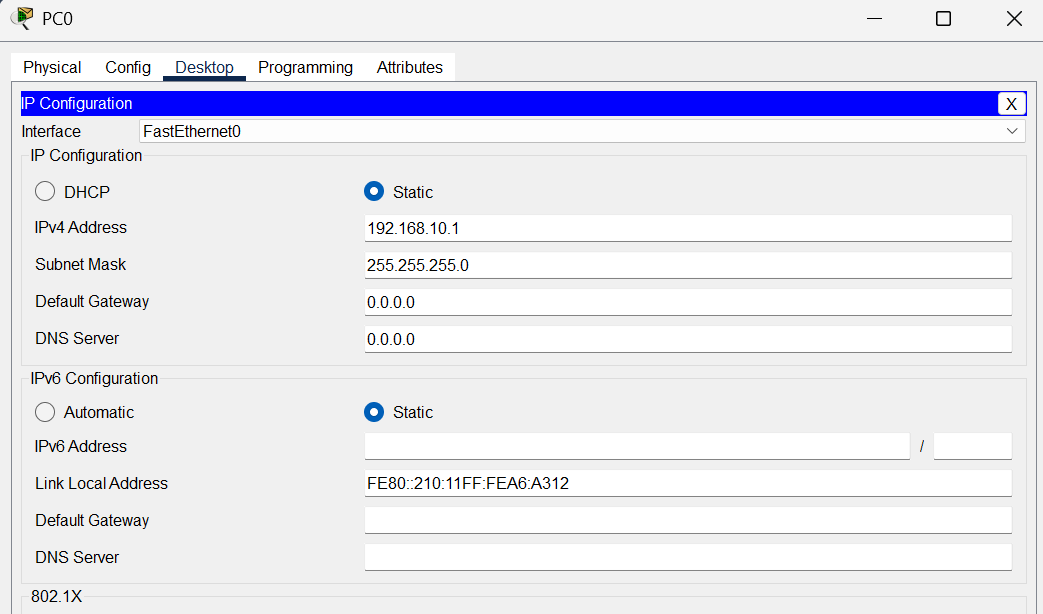 PC0
Physical Config Desktop Programming Attributes
IP Configuration X
Interface FastEthernet0
IP Configuration
DHCP Static
IPv4 Address 192.168.10.1
Subnet Mask 255.255.255.0
Default Gateway 0.0.0.0
DNS Server 0.0.0.0
IPv6 Configuration
Automatic Static
IPv6 Address /
Link Local Address FE80::210:11FF:FEA6:A312
Default Gateway
DNS Server
802.1X